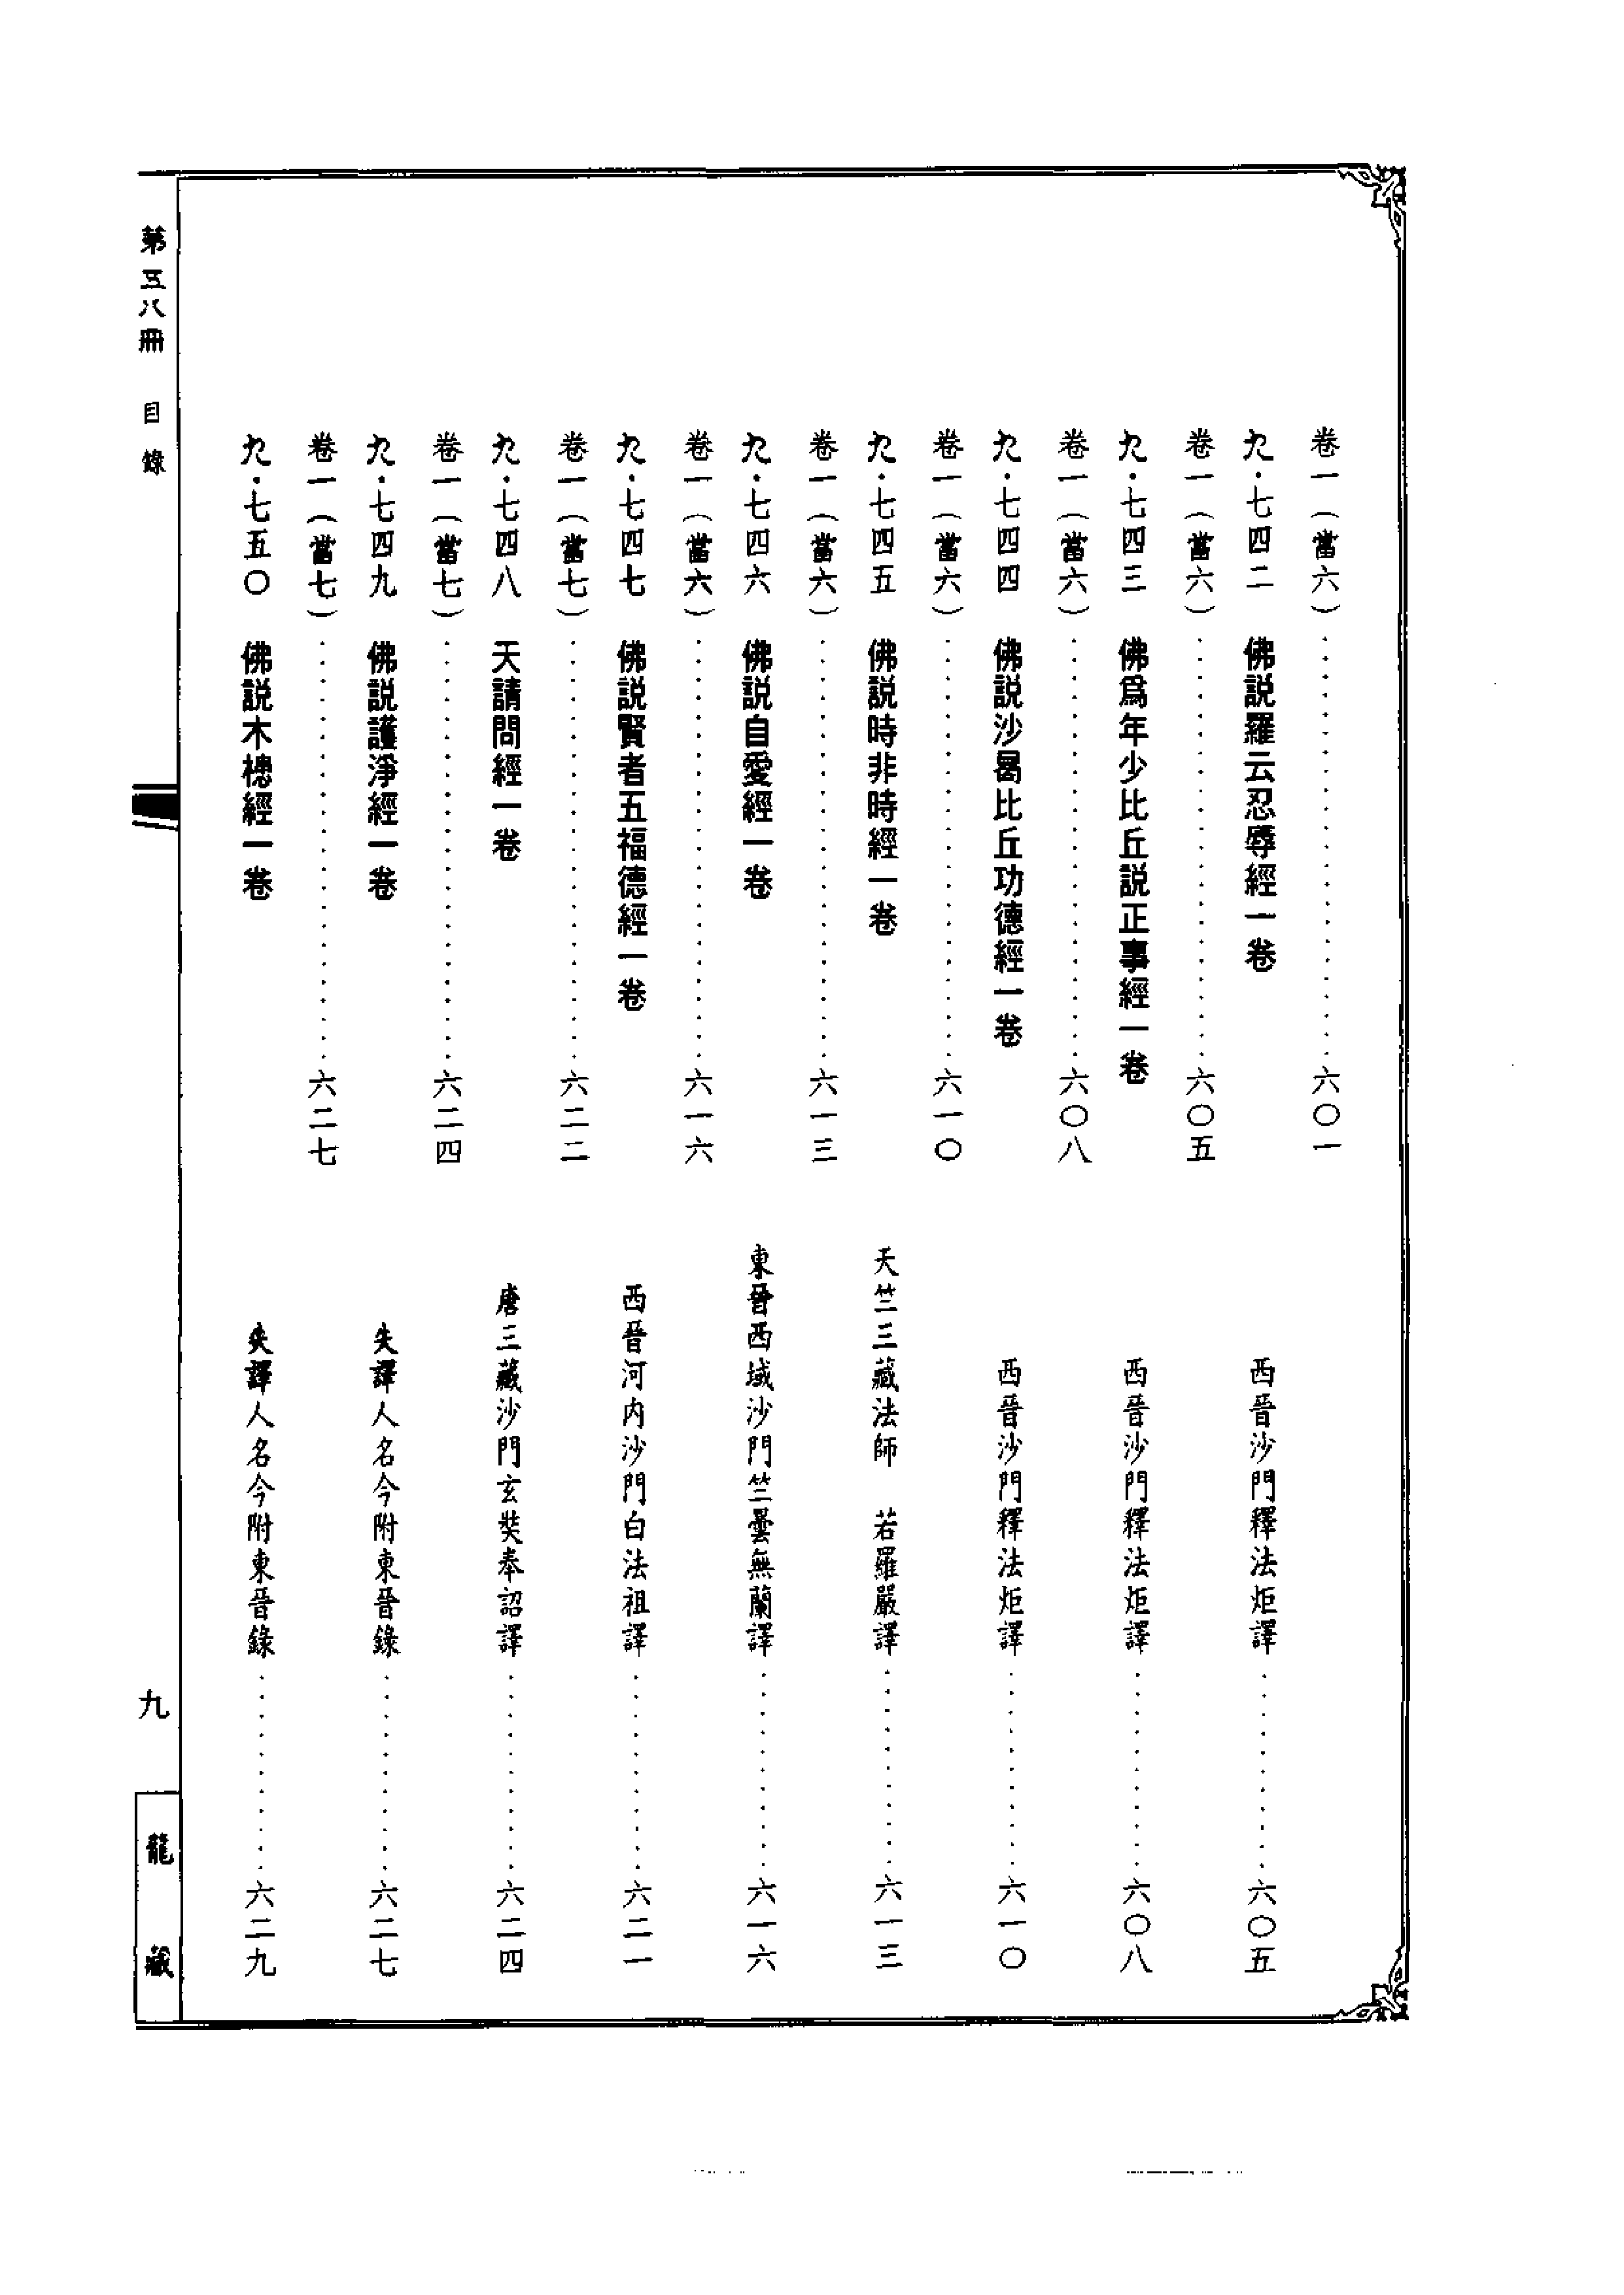 卷一（當六）……………………六〇一
九·七四二　佛説羅云忍辱經一卷　西晉沙門釋法炬譯…………六〇五
卷一（當六）……………………六〇五
九·七四三　佛爲年少比丘説正事經一卷　西晉沙門釋法炬譯…………六〇八
卷一（當六）……………………六〇八
九·七四四　佛説沙曷比丘功德經一卷　西晉沙門釋法炬譯…………六一〇
卷一（當六）……………………六一〇
九·七四五　佛説時非時經一卷　天竺三藏法師　若羅嚴譯…………六一三
卷一（當六）……………………六一三
九·七四六　佛説自愛經一卷　東晉西域沙門竺曇無蘭譯…………六一六
卷一（當六）……………………六一六
九·七四七　佛説賢者五福德經一卷　西晉河内沙門白法祖譯…………六二一
卷一（當七）……………………六二二
九·七四八　天請問經一卷　唐三藏沙門玄奘奉詔譯…………六二四
卷一（當七）……………………六二四
九·七四九　佛説護淨經一卷　失譯人名今附東晉錄…………六二七
卷一（當七）……………………六二七
九·七五〇　佛説木槵經一卷　失譯人名今附東晉錄…………六二九
第三八冊　目錄
九
龍藏